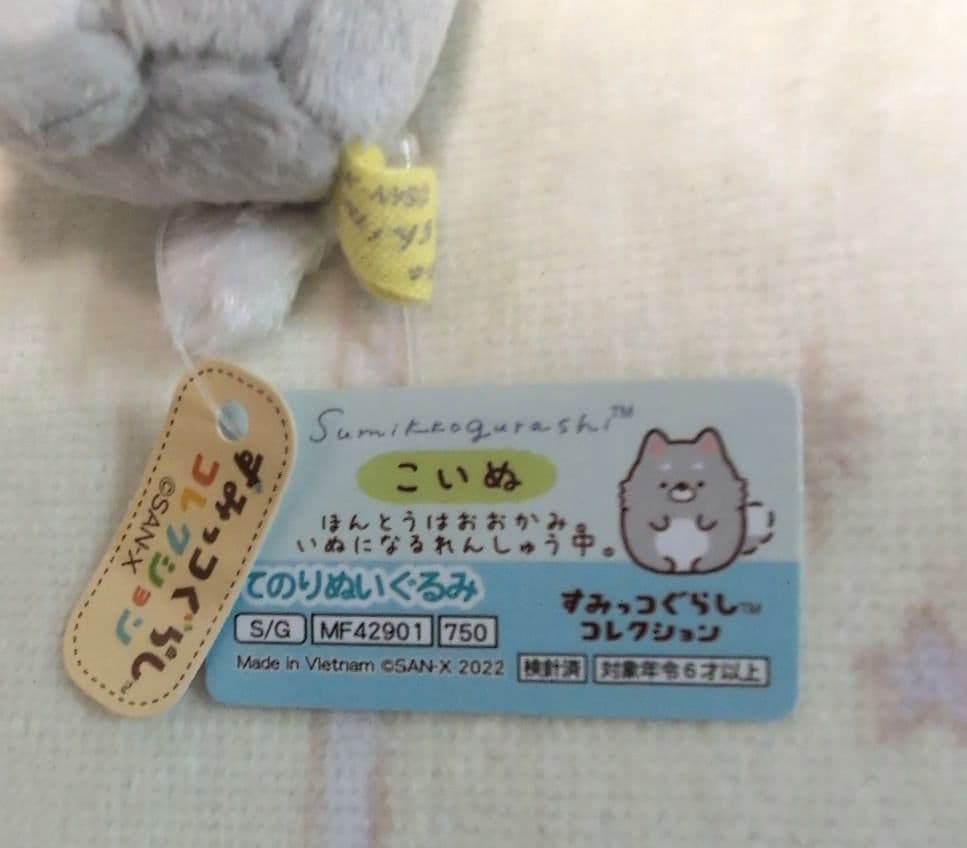 Sumikkogurashi™
こいぬ
ほんとうはおおかみ。
いぬになるれんしゅう中。
てのりぬいぐるみ
すみっコぐらし™
コレクション
S/G MF42901 750
Made in Vietnam ©SAN-X 2022 検針済 対象年令6才以上
すみっコぐらし™
コレクション
©SAN-X